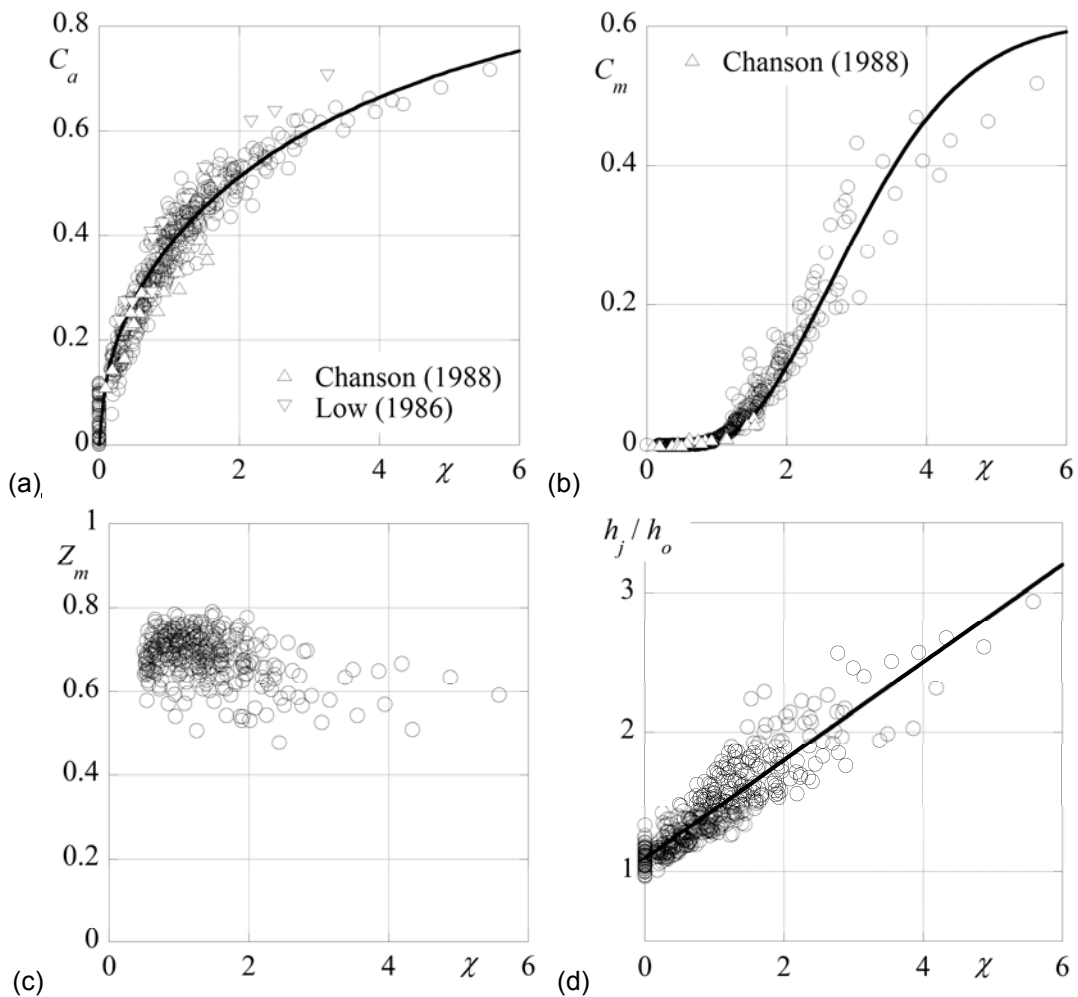 0.8
C_a
0.6
0.4
0.2
0
△ Chanson (1988)
▽ Low (1986)
0 2 4 χ 6
(a)
0.6
C_m
0.4
0.2
0
△ Chanson (1988)
0 2 4 χ 6
(b)
1
Z_m
0.8
0.6
0.4
0.2
0
0 2 4 χ 6
(c)
h_j / h_o
3
2
1
0 2 4 χ 6
(d)